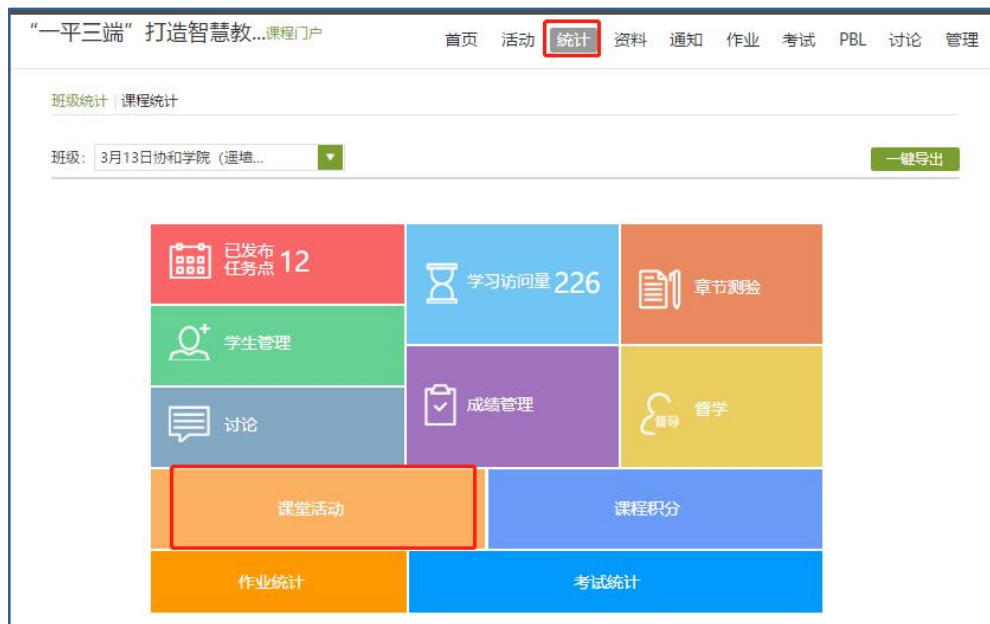 “一平三端”打造智慧教...课程门户
首页 活动 统计 资料 通知 作业 考试 PBL 讨论 管理
班级统计 | 课程统计
班级: 3月13日协和学院（遥墙...
一键导出
已发布
任务点 12
学习访问量 226
章节测验
学生管理
成绩管理
督导 督学
讨论
课堂活动
课程积分
作业统计
考试统计